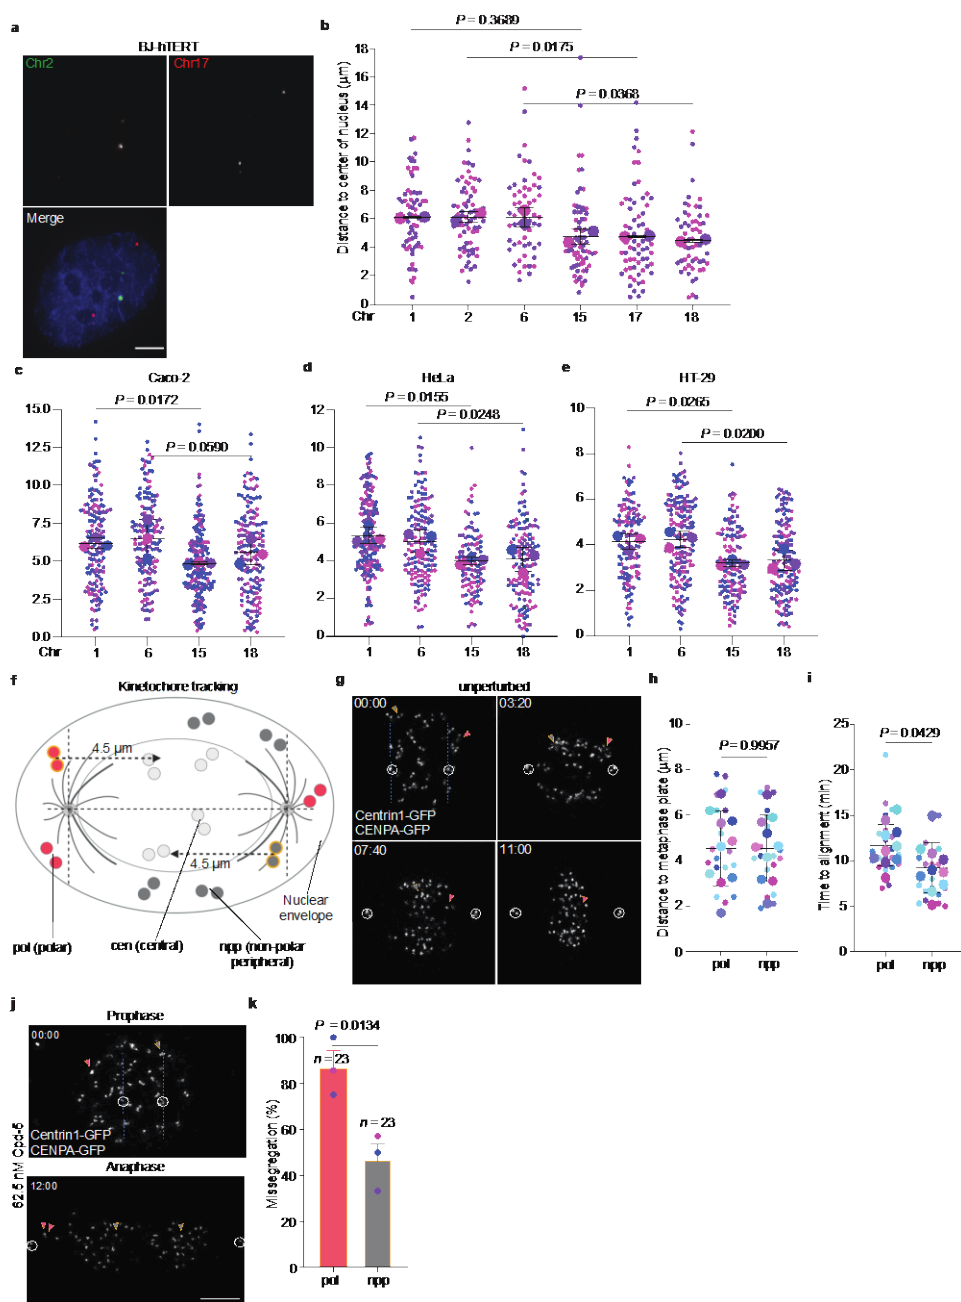 a
BJ-hTERT
Chr2
Chr17
Merge
b
P = 0.3689
P = 0.0175
P = 0.0368
Distance to center of nucleus (µm)
18
16
14
12
10
8
6
4
2
0
Chr
1
2
6
15
17
18
c
Caco-2
P = 0.0172
P = 0.0590
15.0
12.5
10.0
7.5
5.0
2.5
0.0
Chr
1
6
15
18
d
HeLa
P = 0.0155
P = 0.0248
12
10
8
6
4
2
0
1
6
15
18
e
HT-29
P = 0.0265
P = 0.0200
10
8
6
4
2
0
1
6
15
18
f
Kinetochore tracking
4.5 µm
4.5 µm
Nuclear
envelope
pol (polar)
cen (central)
npp (non-polar
peripheral)
g
unperturbed
00:00
03:20
Centrin1-GFP
CENPA-GFP
07:40
11:00
h
P = 0.9957
Distance to metaphase plate (µm)
10
8
6
4
2
0
pol
npp
i
P = 0.0429
Time to alignment (min)
25
20
15
10
5
0
pol
npp
j
Prophase
00:00
Centrin1-GFP
CENPA-GFP
62.5 nM Cpd-5
Anaphase
12:00
k
P = 0.0134
n = 23
n = 23
Missegregation (%)
100
80
60
40
20
0
pol
npp